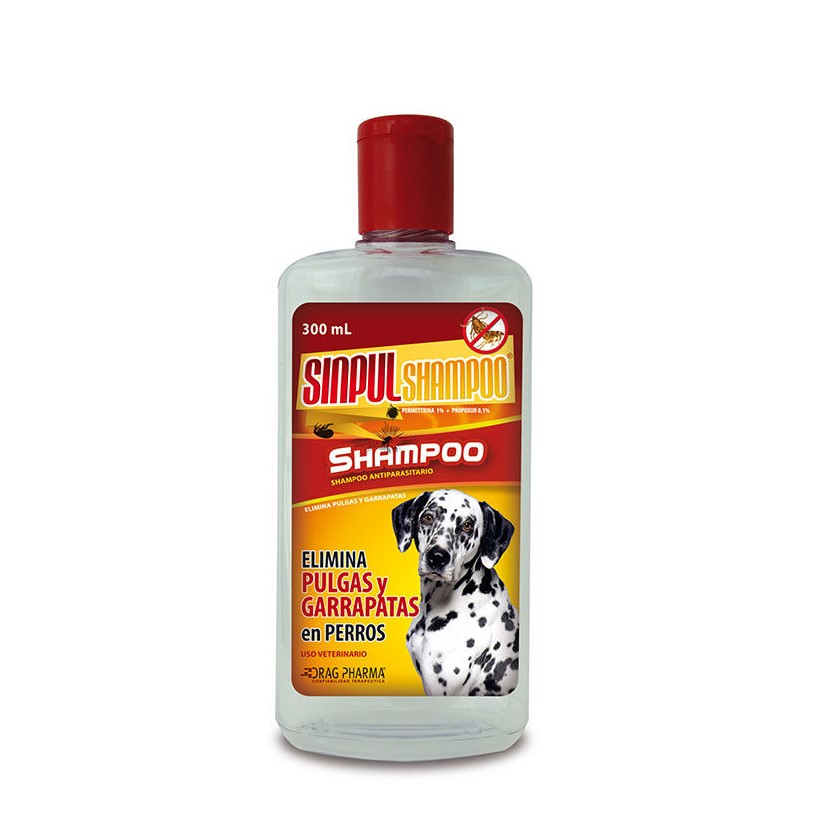 300 mL
SINPUL SHAMPOO®
PERMETRINA 1% + PROPOXUR 0,1%
SHAMPOO
SHAMPOO ANTIPARASITARIO
ELIMINA PULGAS Y GARRAPATAS
ELIMINA
PULGAS y
GARRAPATAS
en PERROS
USO VETERINARIO
DRAG PHARMA
CONFIABILIDAD TERAPEUTICA